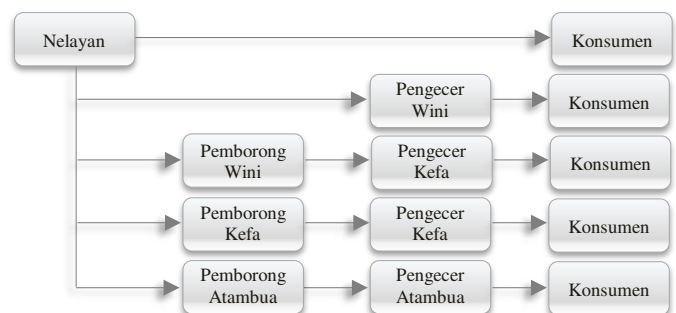 Nelayan
Konsumen
Pengecer
Wini
Konsumen
Pemborong
Wini
Pengecer
Kefa
Konsumen
Pemborong
Kefa
Pengecer
Kefa
Konsumen
Pemborong
Atambua
Pengecer
Atambua
Konsumen